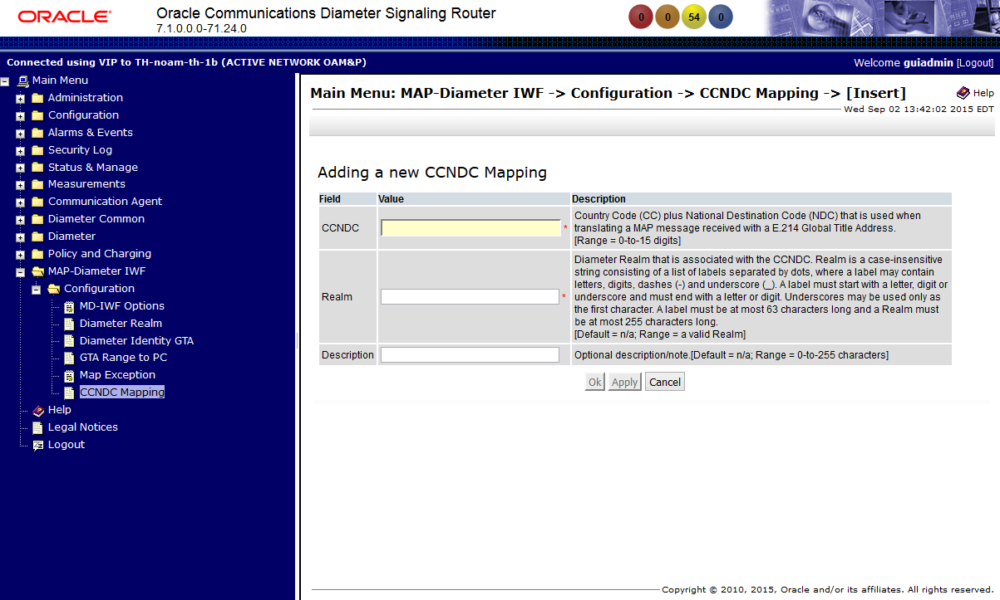 ORACLE®
Oracle Communications Diameter Signaling Router
7.1.0.0.0-71.24.0
0 0 54 0
Connected using VIP to TH-noam-th-1b (ACTIVE NETWORK OAM&P)
Welcome guiadmin [Logout]
Main Menu
Administration
Configuration
Alarms & Events
Security Log
Status & Manage
Measurements
Communication Agent
Diameter Common
Diameter
Policy and Charging
MAP-Diameter IWF
Configuration
MD-IWF Options
Diameter Realm
Diameter Identity GTA
GTA Range to PC
Map Exception
CCNDC Mapping
Help
Legal Notices
Logout
Main Menu: MAP-Diameter IWF -> Configuration -> CCNDC Mapping -> [Insert]
Help
Wed Sep 02 13:42:02 2015 EDT
Adding a new CCNDC Mapping
Field Value Description
CCNDC *
Country Code (CC) plus National Destination Code (NDC) that is used when
translating a MAP message received with a E.214 Global Title Address.
[Range = 0-to-15 digits]
Realm *
Diameter Realm that is associated with the CCNDC. Realm is a case-insensitive
string consisting of a list of labels separated by dots, where a label may contain
letters, digits, dashes (-) and underscore (_). A label must start with a letter, digit or
underscore and must end with a letter or digit. Underscores may be used only as
the first character. A label must be at most 63 characters long and a Realm must
be at most 255 characters long.
[Default = n/a; Range = a valid Realm]
Description
Optional description/note.[Default = n/a; Range = 0-to-255 characters]
Ok Apply Cancel
Copyright © 2010, 2015, Oracle and/or its affiliates. All rights reserved.